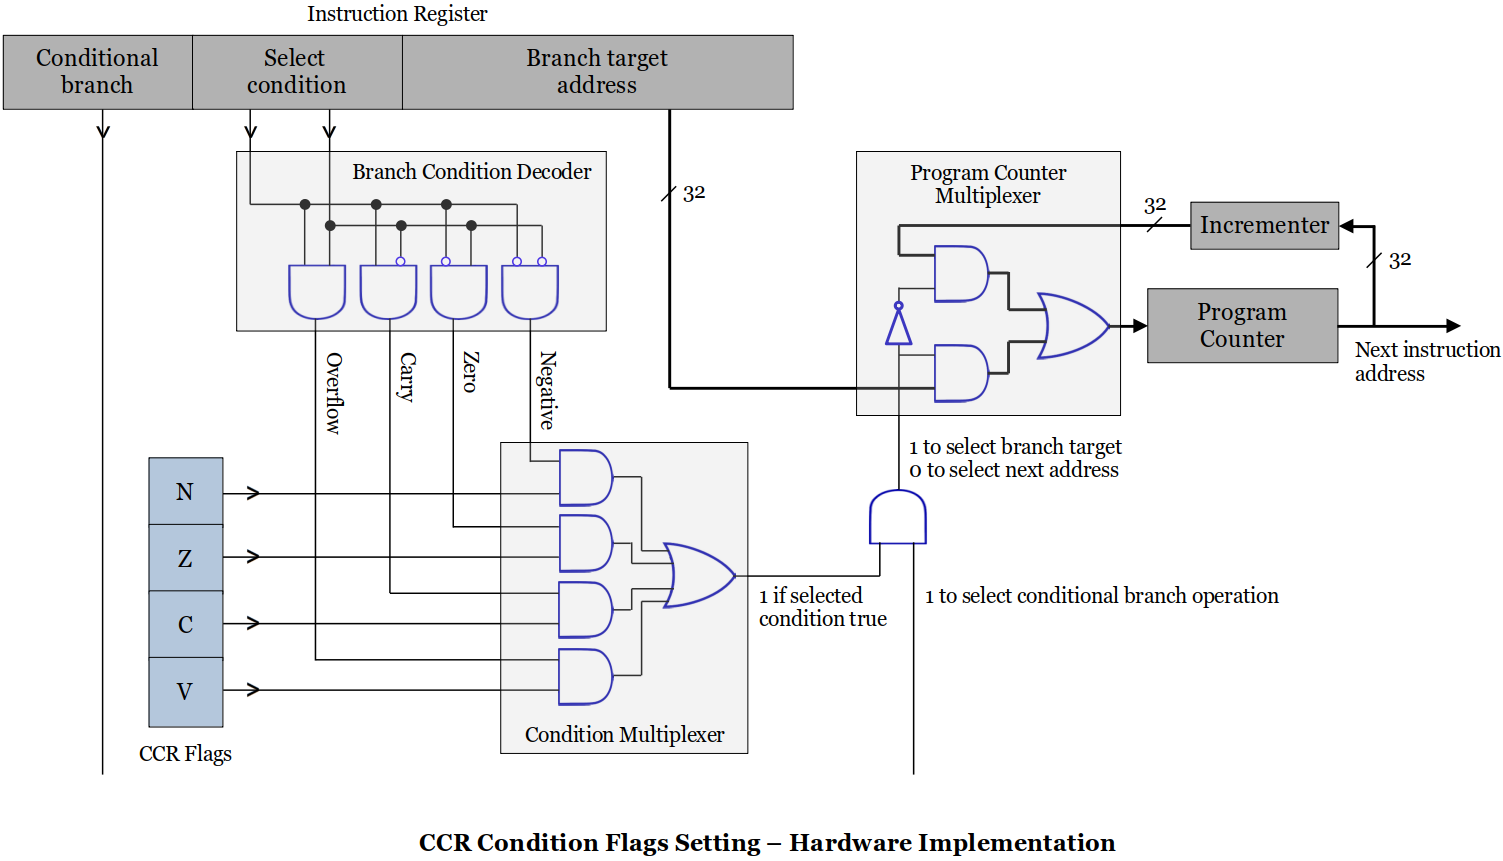 Instruction Register
Conditional
branch
Select
condition
Branch target
address
Branch Condition Decoder
32
Program Counter
Multiplexer
32
Incrementer
32
Program
Counter
Next instruction
address
Overflow
Carry
Zero
Negative
1 to select branch target
0 to select next address
N
Z
C
V
CCR Flags
1 if selected
condition true
1 to select conditional branch operation
Condition Multiplexer
CCR Condition Flags Setting – Hardware Implementation